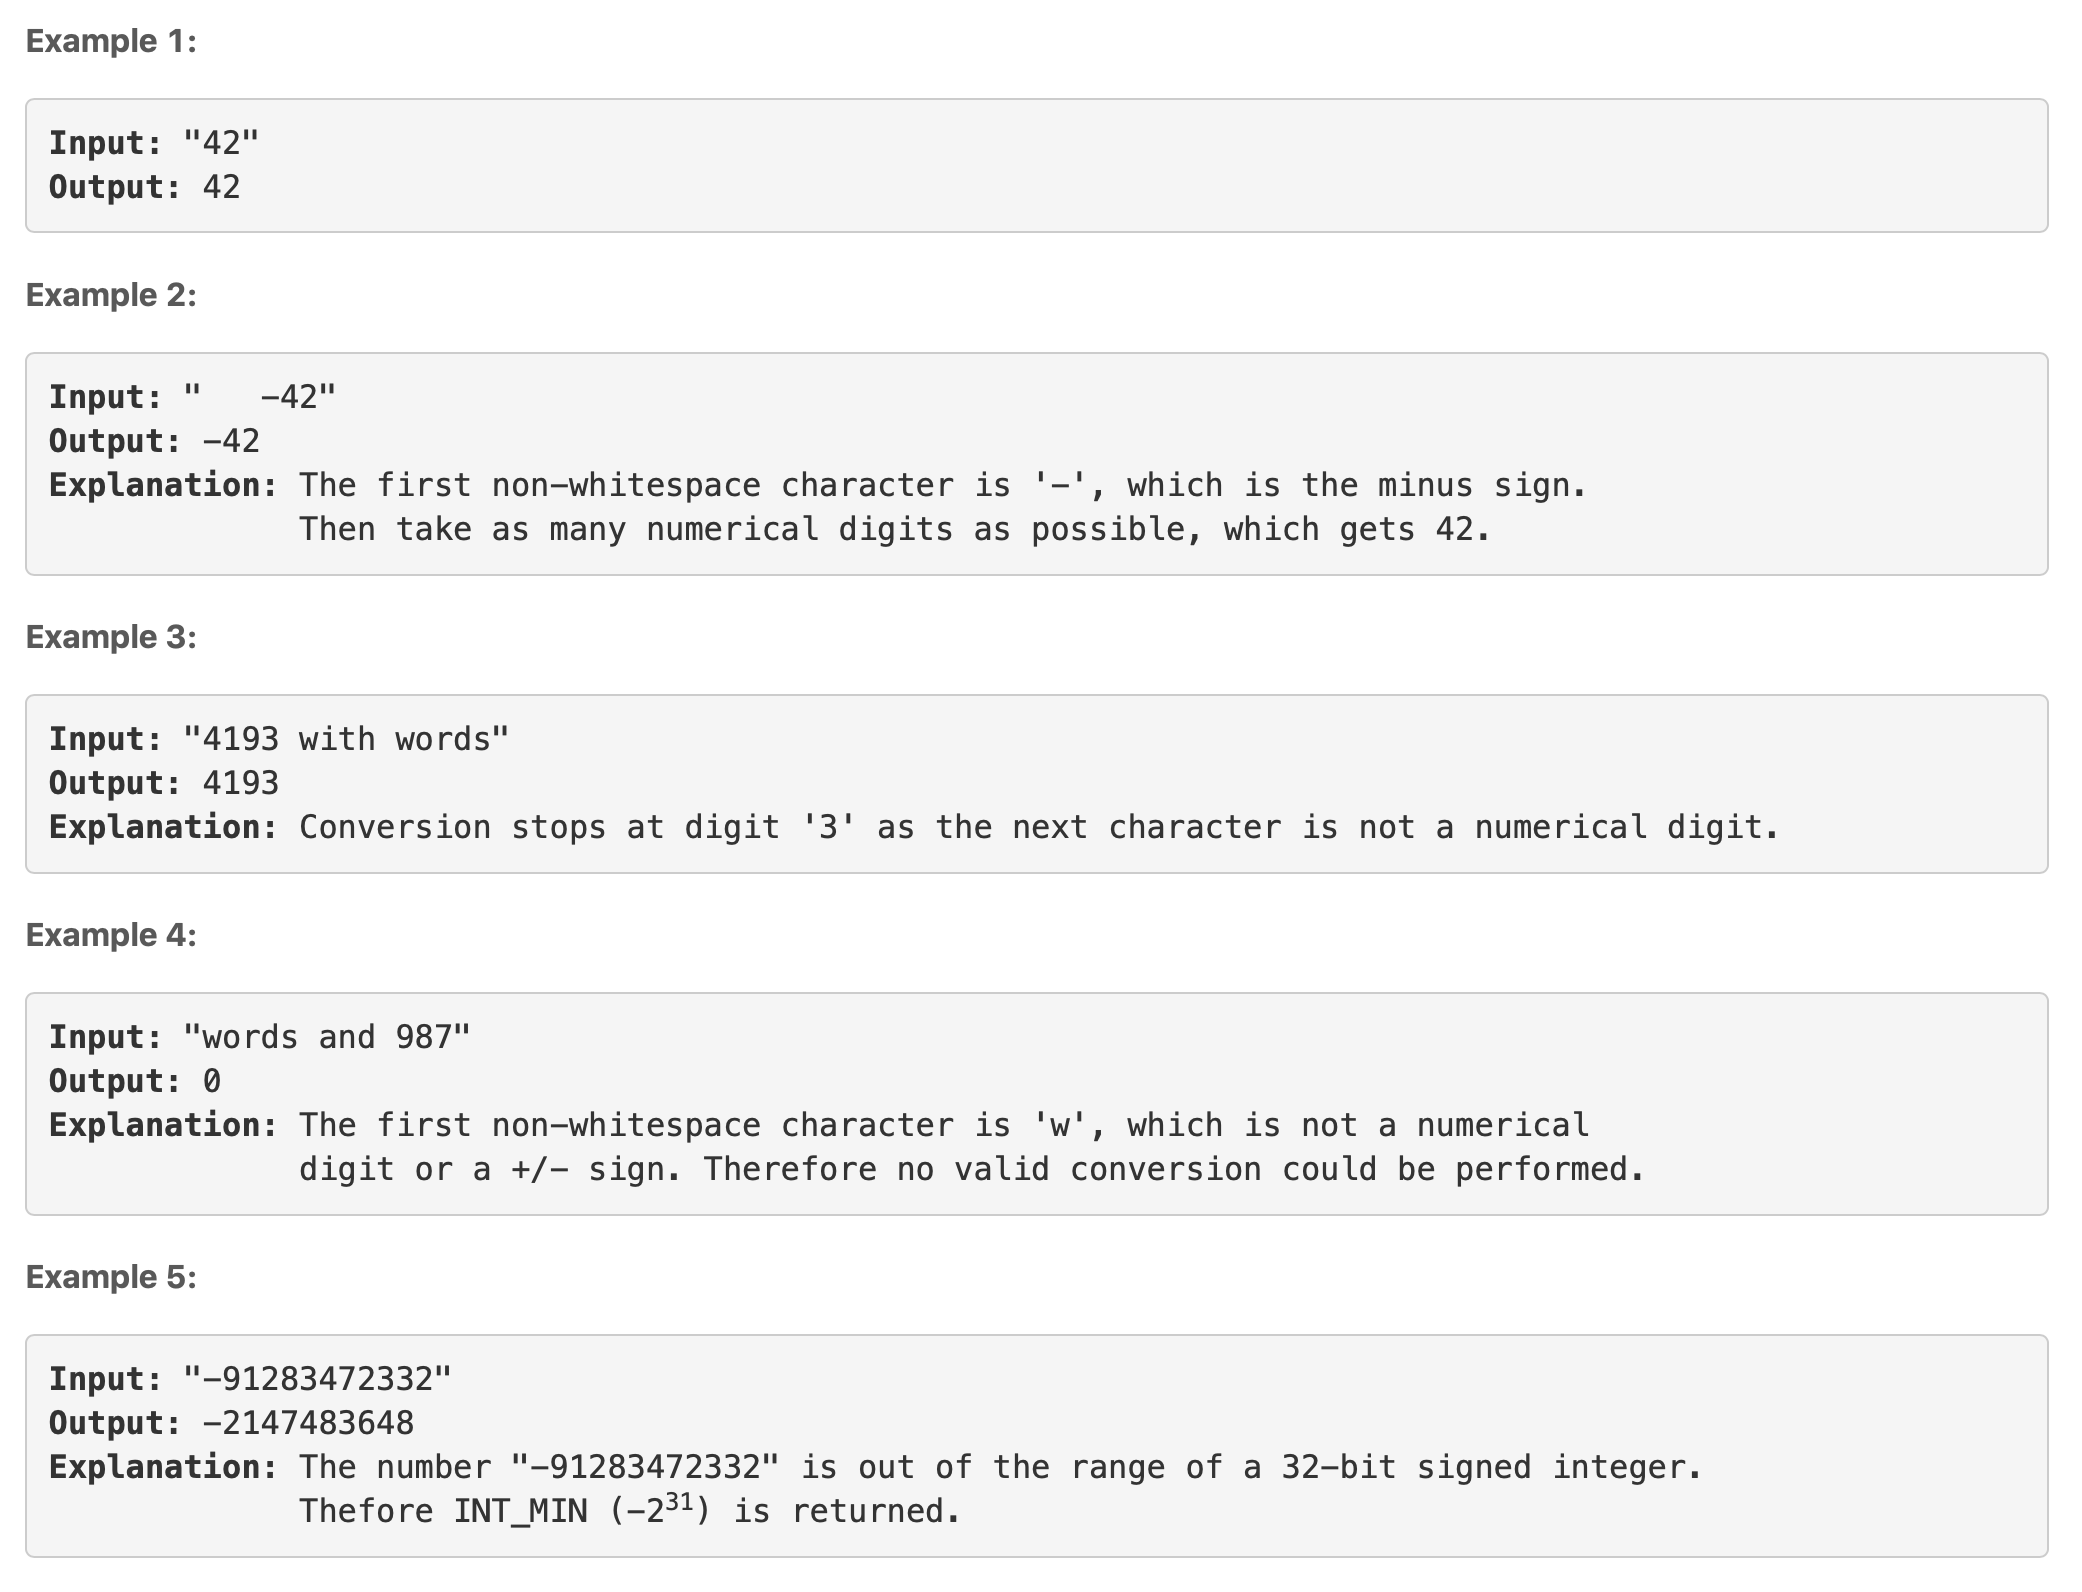 Example 1:
Input: "42"
Output: 42
Example 2:
Input: "   -42"
Output: -42
Explanation: The first non-whitespace character is '-', which is the minus sign.
Then take as many numerical digits as possible, which gets 42.
Example 3:
Input: "4193 with words"
Output: 4193
Explanation: Conversion stops at digit '3' as the next character is not a numerical digit.
Example 4:
Input: "words and 987"
Output: 0
Explanation: The first non-whitespace character is 'w', which is not a numerical
digit or a +/- sign. Therefore no valid conversion could be performed.
Example 5:
Input: "-91283472332"
Output: -2147483648
Explanation: The number "-91283472332" is out of the range of a 32-bit signed integer.
Thefore INT_MIN (−2³¹) is returned.